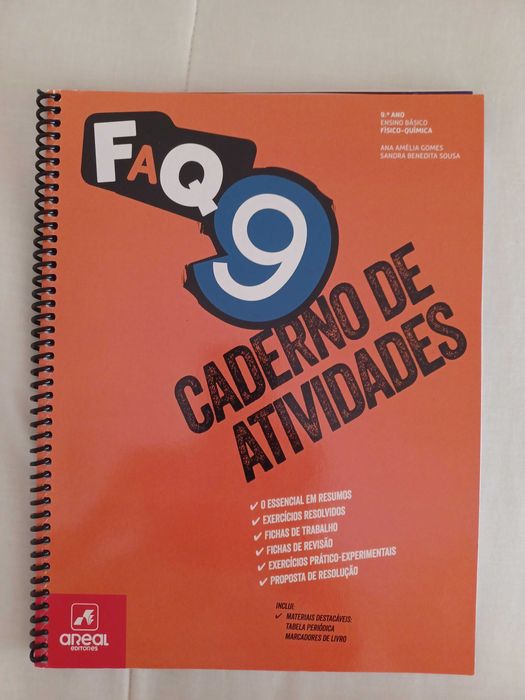 9.º ANO
ENSINO BÁSICO
FÍSICO-QUÍMICA
ANA AMÉLIA GOMES
SANDRA BENEDITA SOUSA
FAQ
9
CADERNO DE
ATIVIDADES
✓ O ESSENCIAL EM RESUMOS
✓ EXERCÍCIOS RESOLVIDOS
✓ FICHAS DE TRABALHO
✓ FICHAS DE REVISÃO
✓ EXERCÍCIOS PRÁTICO-EXPERIMENTAIS
✓ PROPOSTA DE RESOLUÇÃO
INCLUI:
✓ MATERIAIS DESTACÁVEIS:
TABELA PERIÓDICA
MARCADORES DE LIVRO
areal
editores